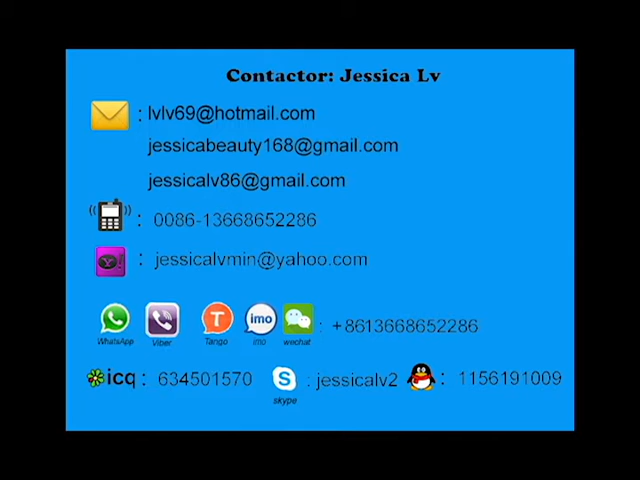 Contactor: Jessica Lv
: lvlv69@hotmail.com
jessicabeauty168@gmail.com
jessicalv86@gmail.com
: 0086-13668652286
Y! : jessicalvmin@yahoo.com
T imo : +8613668652286
WhatsApp Viber Tango imo wechat
icq : 634501570 S : jessicalv2 : 1156191009
skype